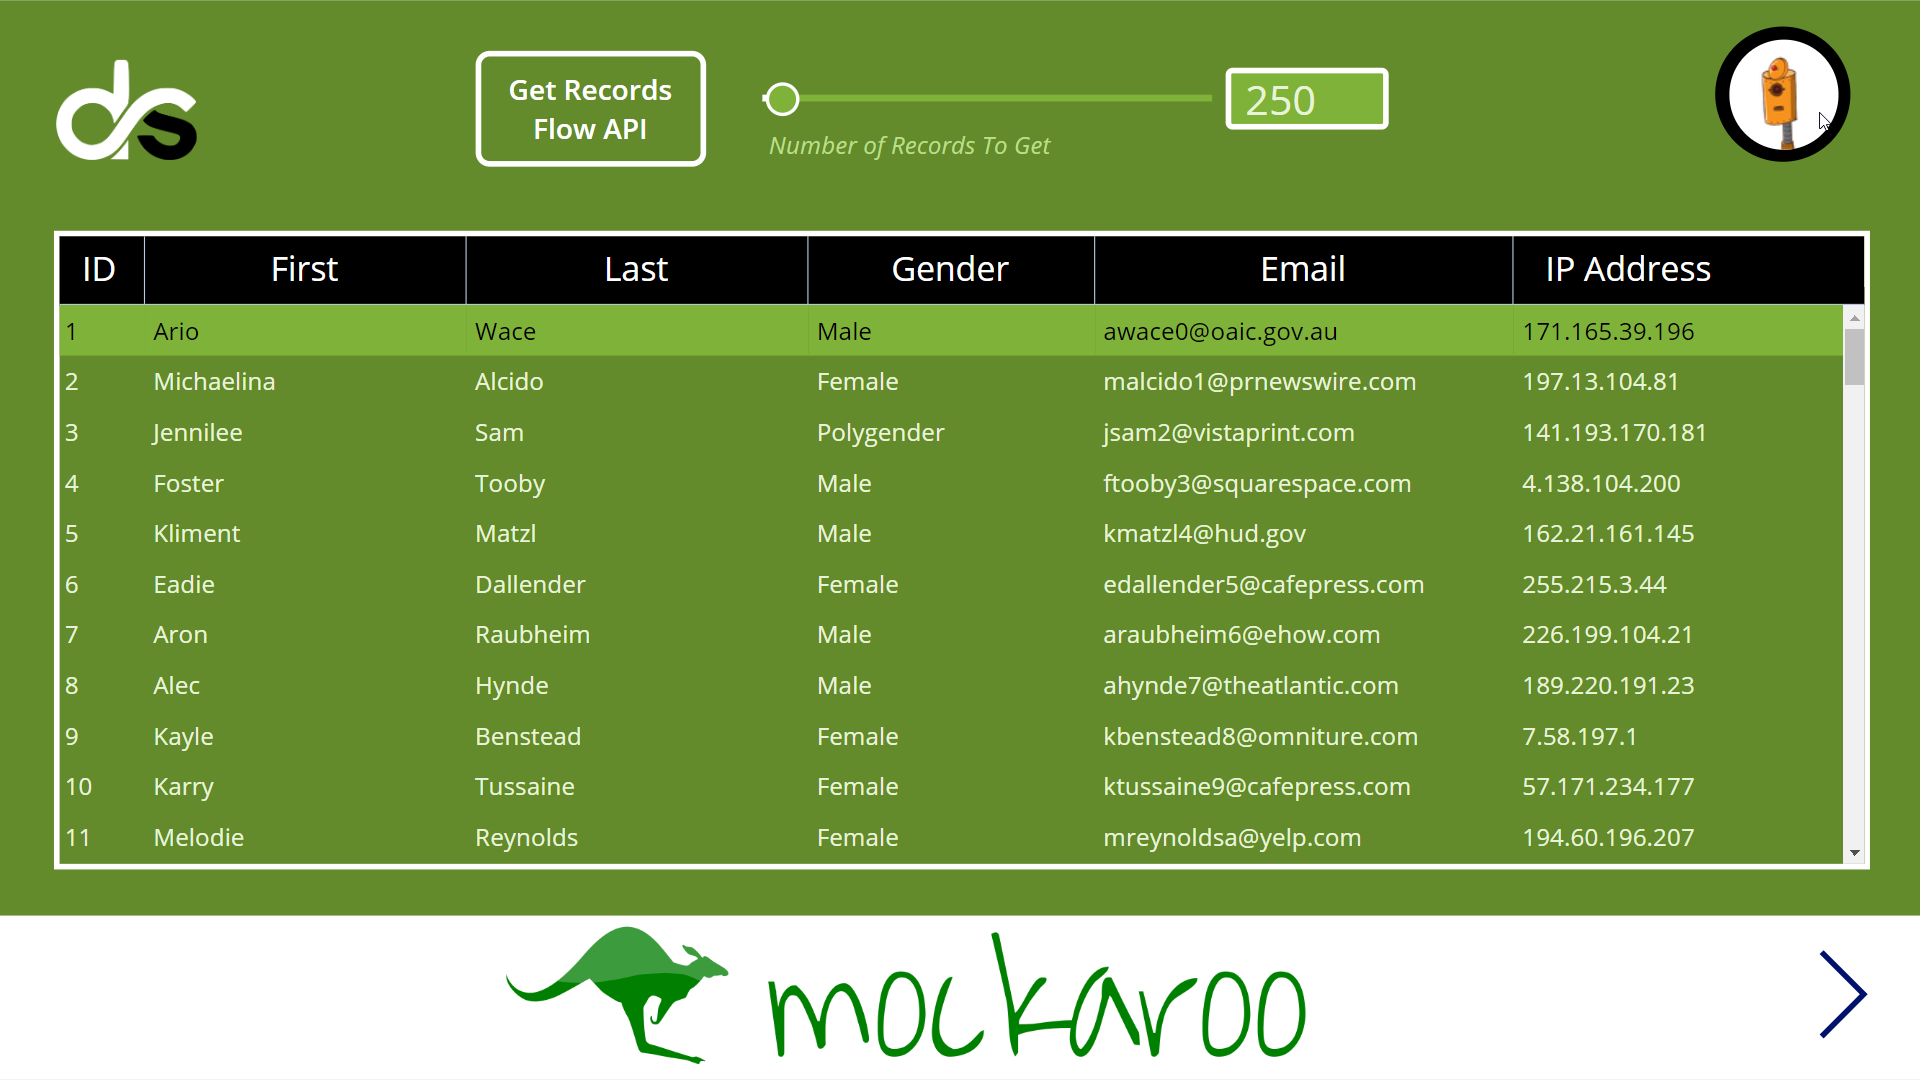 ds
Get Records
Flow API
250
Number of Records To Get
ID First Last Gender Email IP Address
1 Ario Wace Male awace0@oaic.gov.au 171.165.39.196
2 Michaelina Alcido Female malcido1@prnewswire.com 197.13.104.81
3 Jennilee Sam Polygender jsam2@vistaprint.com 141.193.170.181
4 Foster Tooby Male ftooby3@squarespace.com 4.138.104.200
5 Kliment Matzl Male kmatzl4@hud.gov 162.21.161.145
6 Eadie Dallender Female edallender5@cafepress.com 255.215.3.44
7 Aron Raubheim Male araubheim6@ehow.com 226.199.104.21
8 Alec Hynde Male ahynde7@theatlantic.com 189.220.191.23
9 Kayle Benstead Female kbenstead8@omniture.com 7.58.197.1
10 Karry Tussaine Female ktussaine9@cafepress.com 57.171.234.177
11 Melodie Reynolds Female mreynoldsa@yelp.com 194.60.196.207
mockaroo